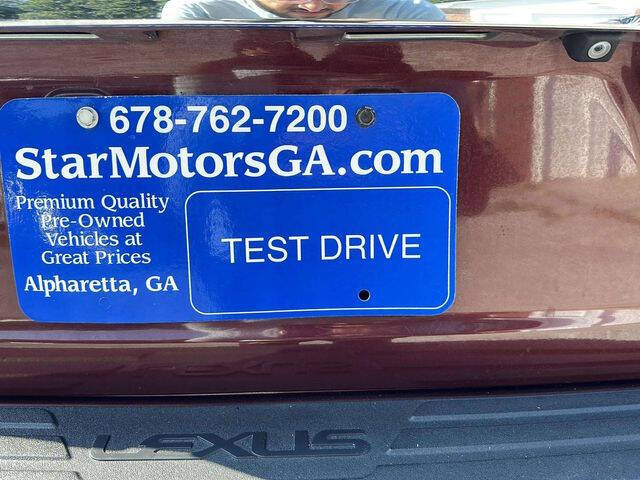 678-762-7200
StarMotorsGA.com
Premium Quality
Pre-Owned
Vehicles at
Great Prices
Alpharetta, GA
TEST DRIVE
LEXUS